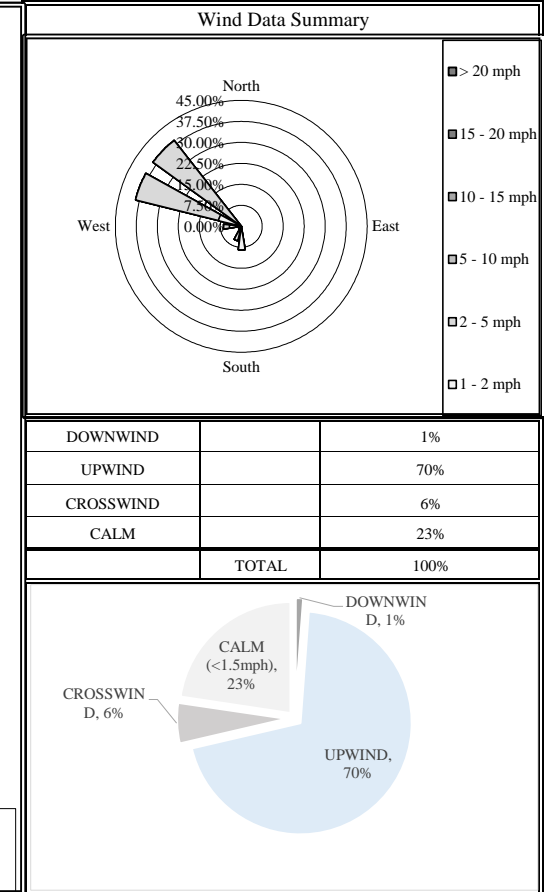 Wind Data Summary
North
45.00%
37.50%
30.00%
22.50%
15.00%
7.50%
0.00%
West
East
South
> 20 mph
15 - 20 mph
10 - 15 mph
5 - 10 mph
2 - 5 mph
1 - 2 mph
DOWNWIND 1%
UPWIND 70%
CROSSWIND 6%
CALM 23%
TOTAL 100%
DOWNWIN
D, 1%
CALM
(<1.5mph),
23%
CROSSWIN
D, 6%
UPWIND,
70%